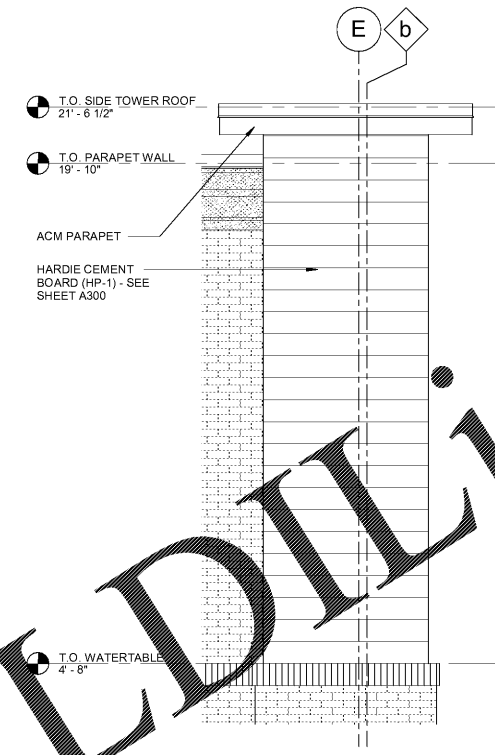 E
b
T.O. SIDE TOWER ROOF
21' - 6 1/2"
T.O. PARAPET WALL
19' - 10"
ACM PARAPET
HARDIE CEMENT
BOARD (HP-1) - SEE
SHEET A300
LDILi
T.O. WATERTABLE
4' - 8"